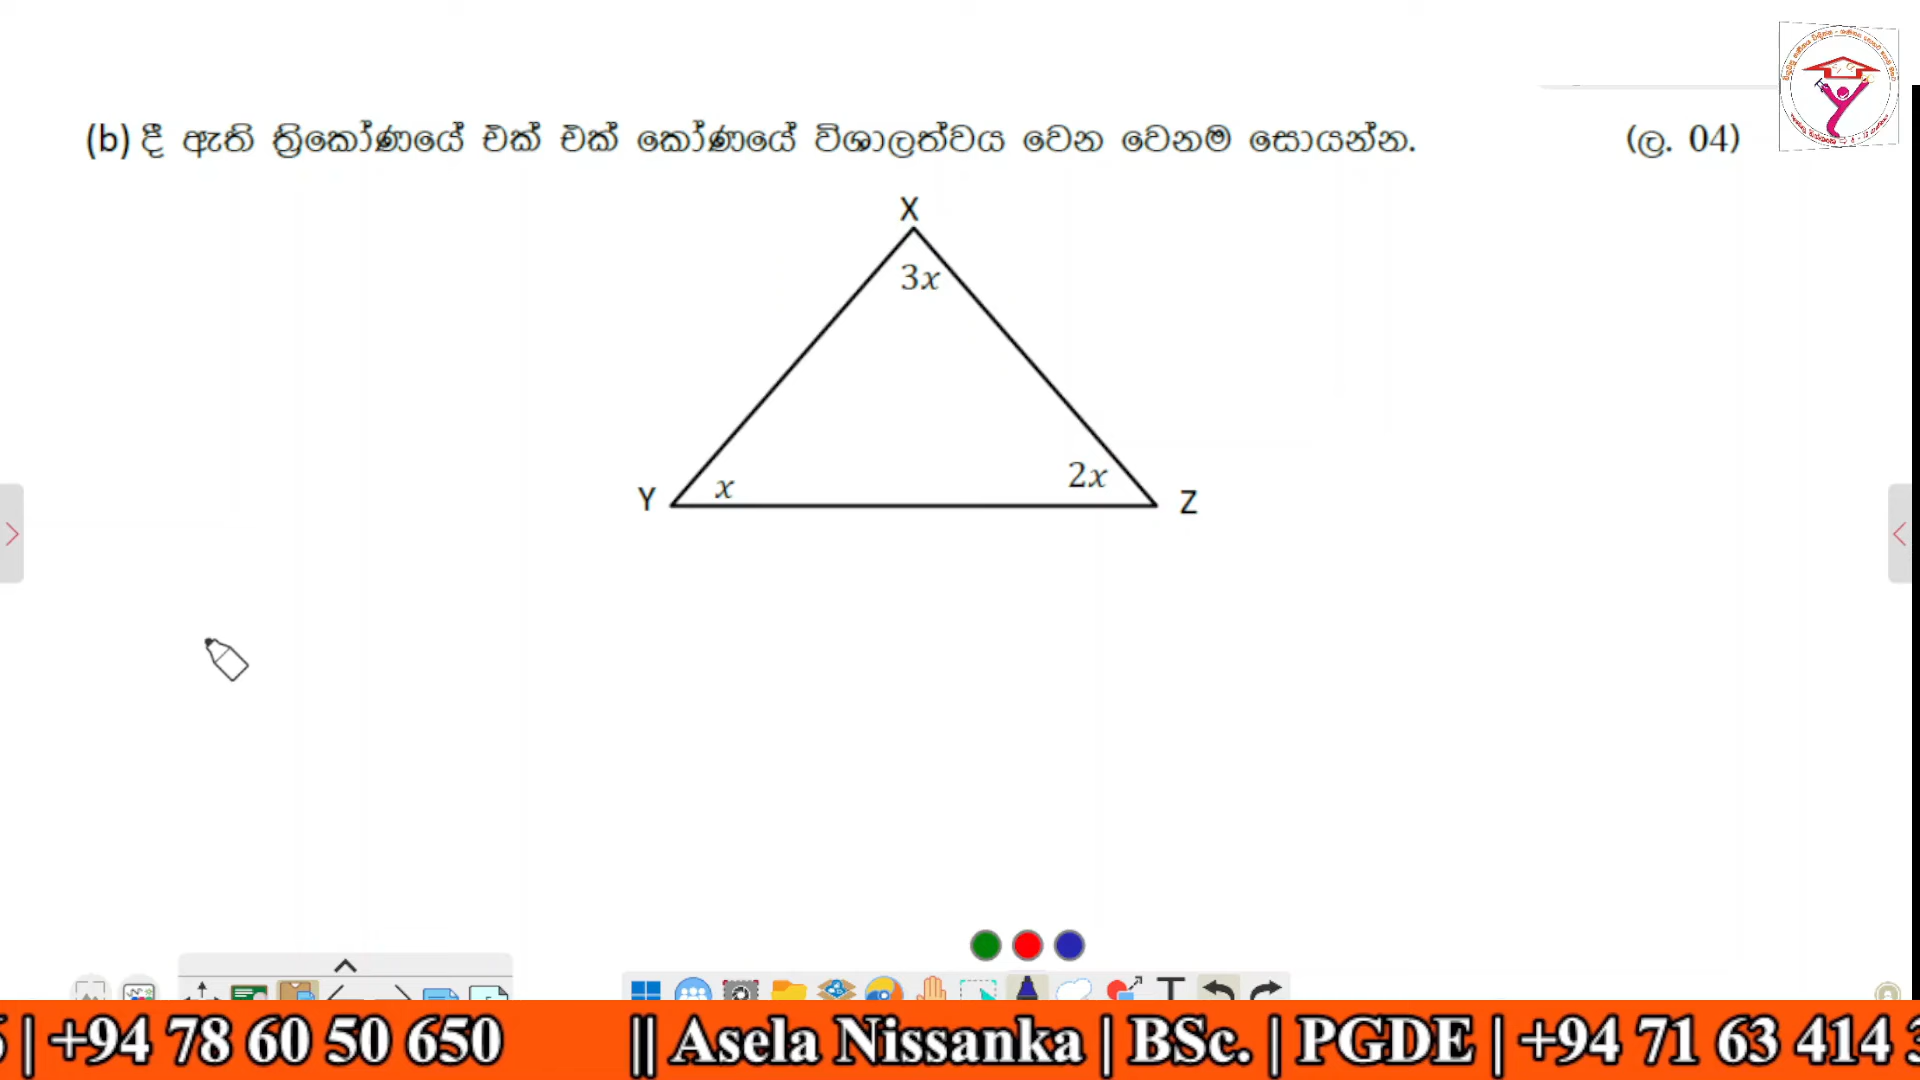 (b) දී ඇති ත්‍රිකෝණයේ එක් එක් කෝණයේ විශාලත්වය වෙන වෙනම සොයන්න. (ල. 04)
X
3x
Y x 2x Z
| +94 78 60 50 650 || Asela Nissanka | BSc. | PGDE | +94 71 63 414